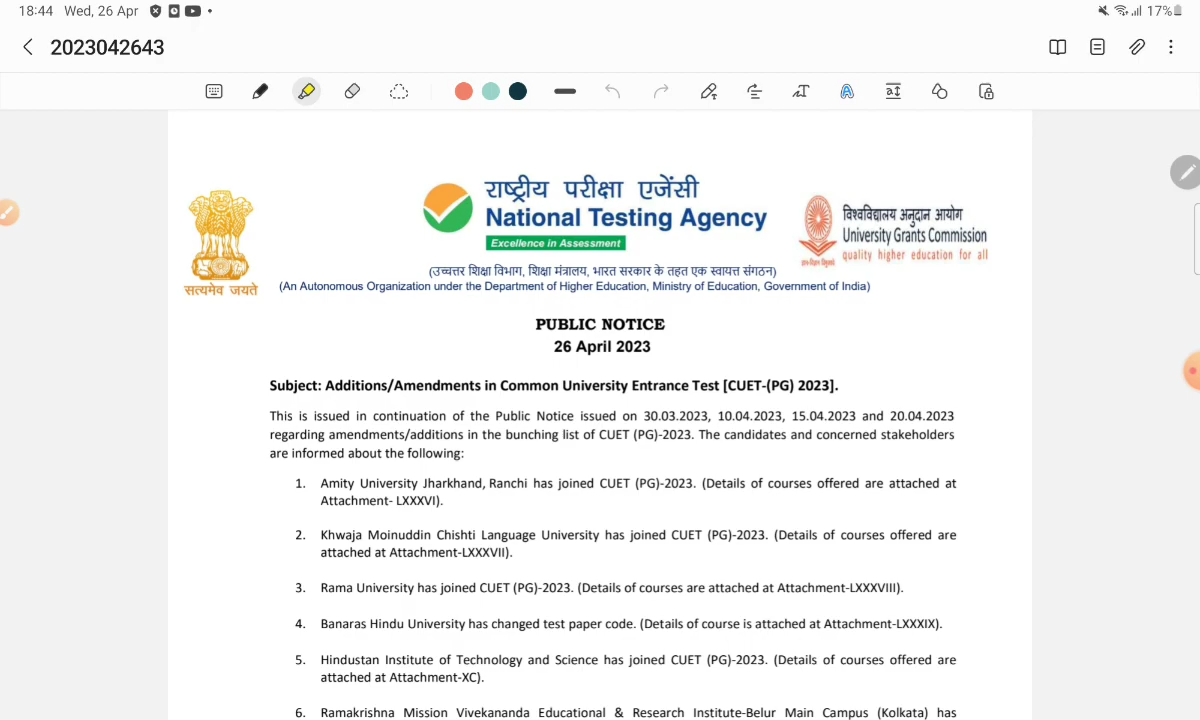 18:44 Wed, 26 Apr
17%
2023042643
राष्ट्रीय परीक्षा एजेंसी
National Testing Agency
Excellence in Assessment
विश्वविद्यालय अनुदान आयोग
University Grants Commission
quality higher education for all
सत्यमेव जयते
(उच्चतर शिक्षा विभाग, शिक्षा मंत्रालय, भारत सरकार के तहत एक स्वायत्त संगठन)
(An Autonomous Organization under the Department of Higher Education, Ministry of Education, Government of India)
PUBLIC NOTICE
26 April 2023
Subject: Additions/Amendments in Common University Entrance Test [CUET-(PG) 2023].
This is issued in continuation of the Public Notice issued on 30.03.2023, 10.04.2023, 15.04.2023 and 20.04.2023
regarding amendments/additions in the bunching list of CUET (PG)-2023. The candidates and concerned stakeholders
are informed about the following:
1. Amity University Jharkhand, Ranchi has joined CUET (PG)-2023. (Details of courses offered are attached at
Attachment- LXXXVI).
2. Khwaja Moinuddin Chishti Language University has joined CUET (PG)-2023. (Details of courses offered are
attached at Attachment-LXXXVII).
3. Rama University has joined CUET (PG)-2023. (Details of courses are attached at Attachment-LXXXVIII).
4. Banaras Hindu University has changed test paper code. (Details of course is attached at Attachment-LXXXIX).
5. Hindustan Institute of Technology and Science has joined CUET (PG)-2023. (Details of courses offered are
attached at Attachment-XC).
6. Ramakrishna Mission Vivekananda Educational & Research Institute-Belur Main Campus (Kolkata) has